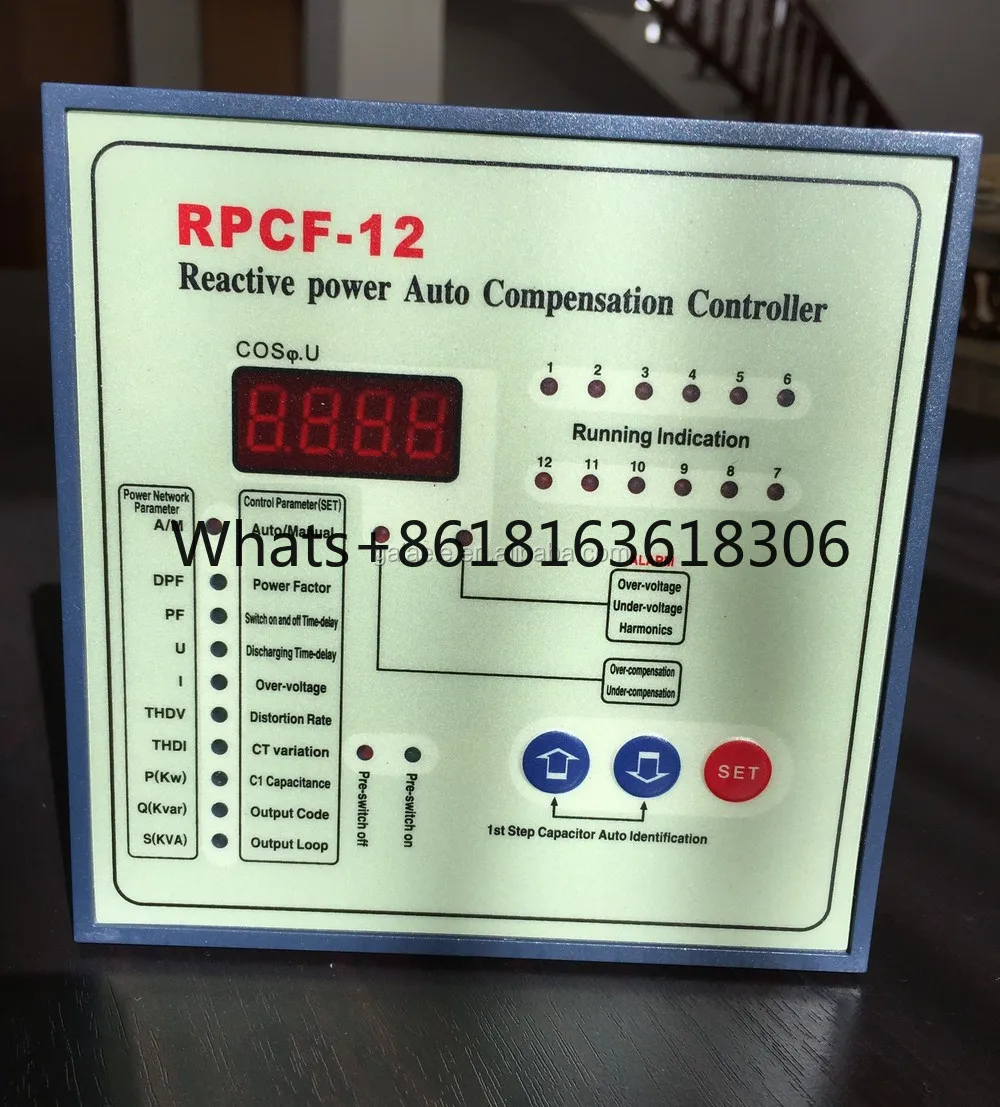 RPCF-12
Reactive power Auto Compensation Controller
COSφ.U
8.8.8.8
1 2 3 4 5 6
Running Indication
12 11 10 9 8 7
Power Network
Parameter
Control Parameter(SET)
A/M
Auto/Manual
Whats+8618163618306
ALARM
Over-voltage
Under-voltage
Harmonics
DPF
Power Factor
PF
Switch on and off Time-delay
U
Discharging Time-delay
I
Over-voltage
THDV
Distortion Rate
THDI
CT variation
P(Kw)
C1 Capacitance
Q(Kvar)
Output Code
S(KVA)
Output Loop
Over-compensation
Under-compensation
Pre-switch off
Pre-switch on
SET
1st Step Capacitor Auto Identification